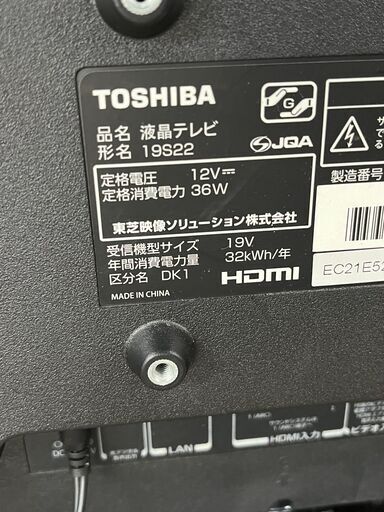 TOSHIBA
品名 液晶テレビ
形名 19S22
JQA
定格電圧 12V⎓
定格消費電力 36W
東芝映像ソリューション株式会社
受信機型サイズ 19V
年間消費電力量 32kWh/年
区分名 DK1
HDMI
MADE IN CHINA
製造番号
EC21E52
LAN
HDMI入力